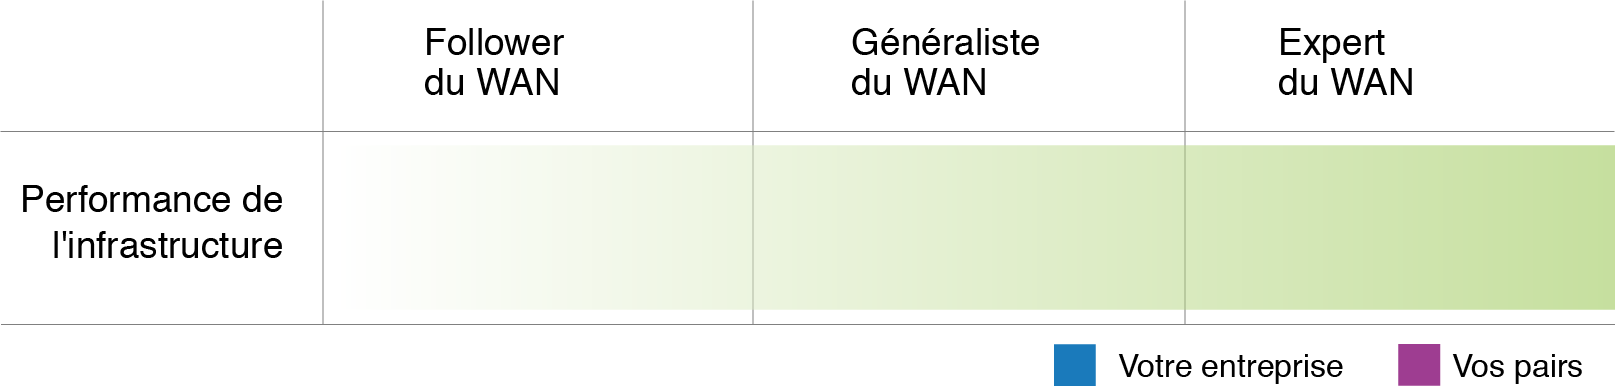 Follower
du WAN
Généraliste
du WAN
Expert
du WAN
Performance de
l'infrastructure
Votre entreprise
Vos pairs